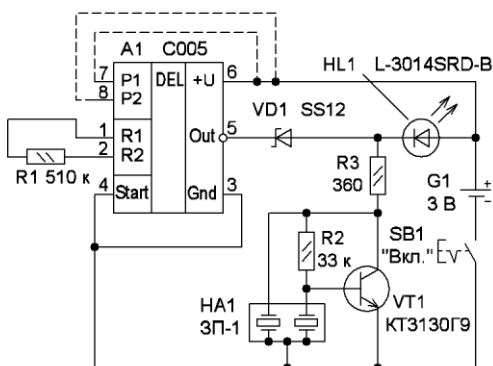 A1 C005
HL1 L-3014SRD-B
7 P1 DEL +U 6
8 P2
VD1 SS12
1 R1 Out 5
2 R2
R1 510 к
R3
360
G1
3 В
+
−
4 Start Gnd 3
SB1
"Вкл."
R2
33 к
HA1
ЗП-1
VT1
КТ3130Г9